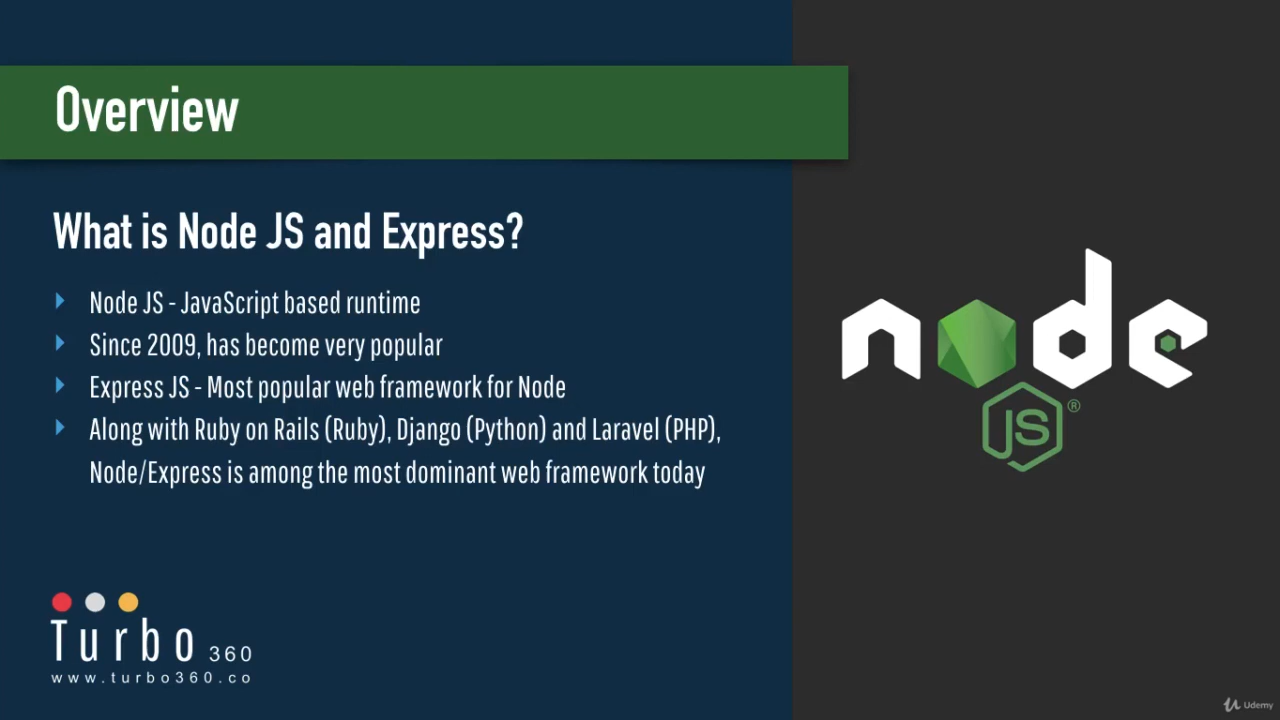 Overview
What is Node JS and Express?
Node JS - JavaScript based runtime
Since 2009, has become very popular
Express JS - Most popular web framework for Node
Along with Ruby on Rails (Ruby), Django (Python) and Laravel (PHP),
Node/Express is among the most dominant web framework today
node
JS®
Turbo 360
www.turbo360.co
Udemy